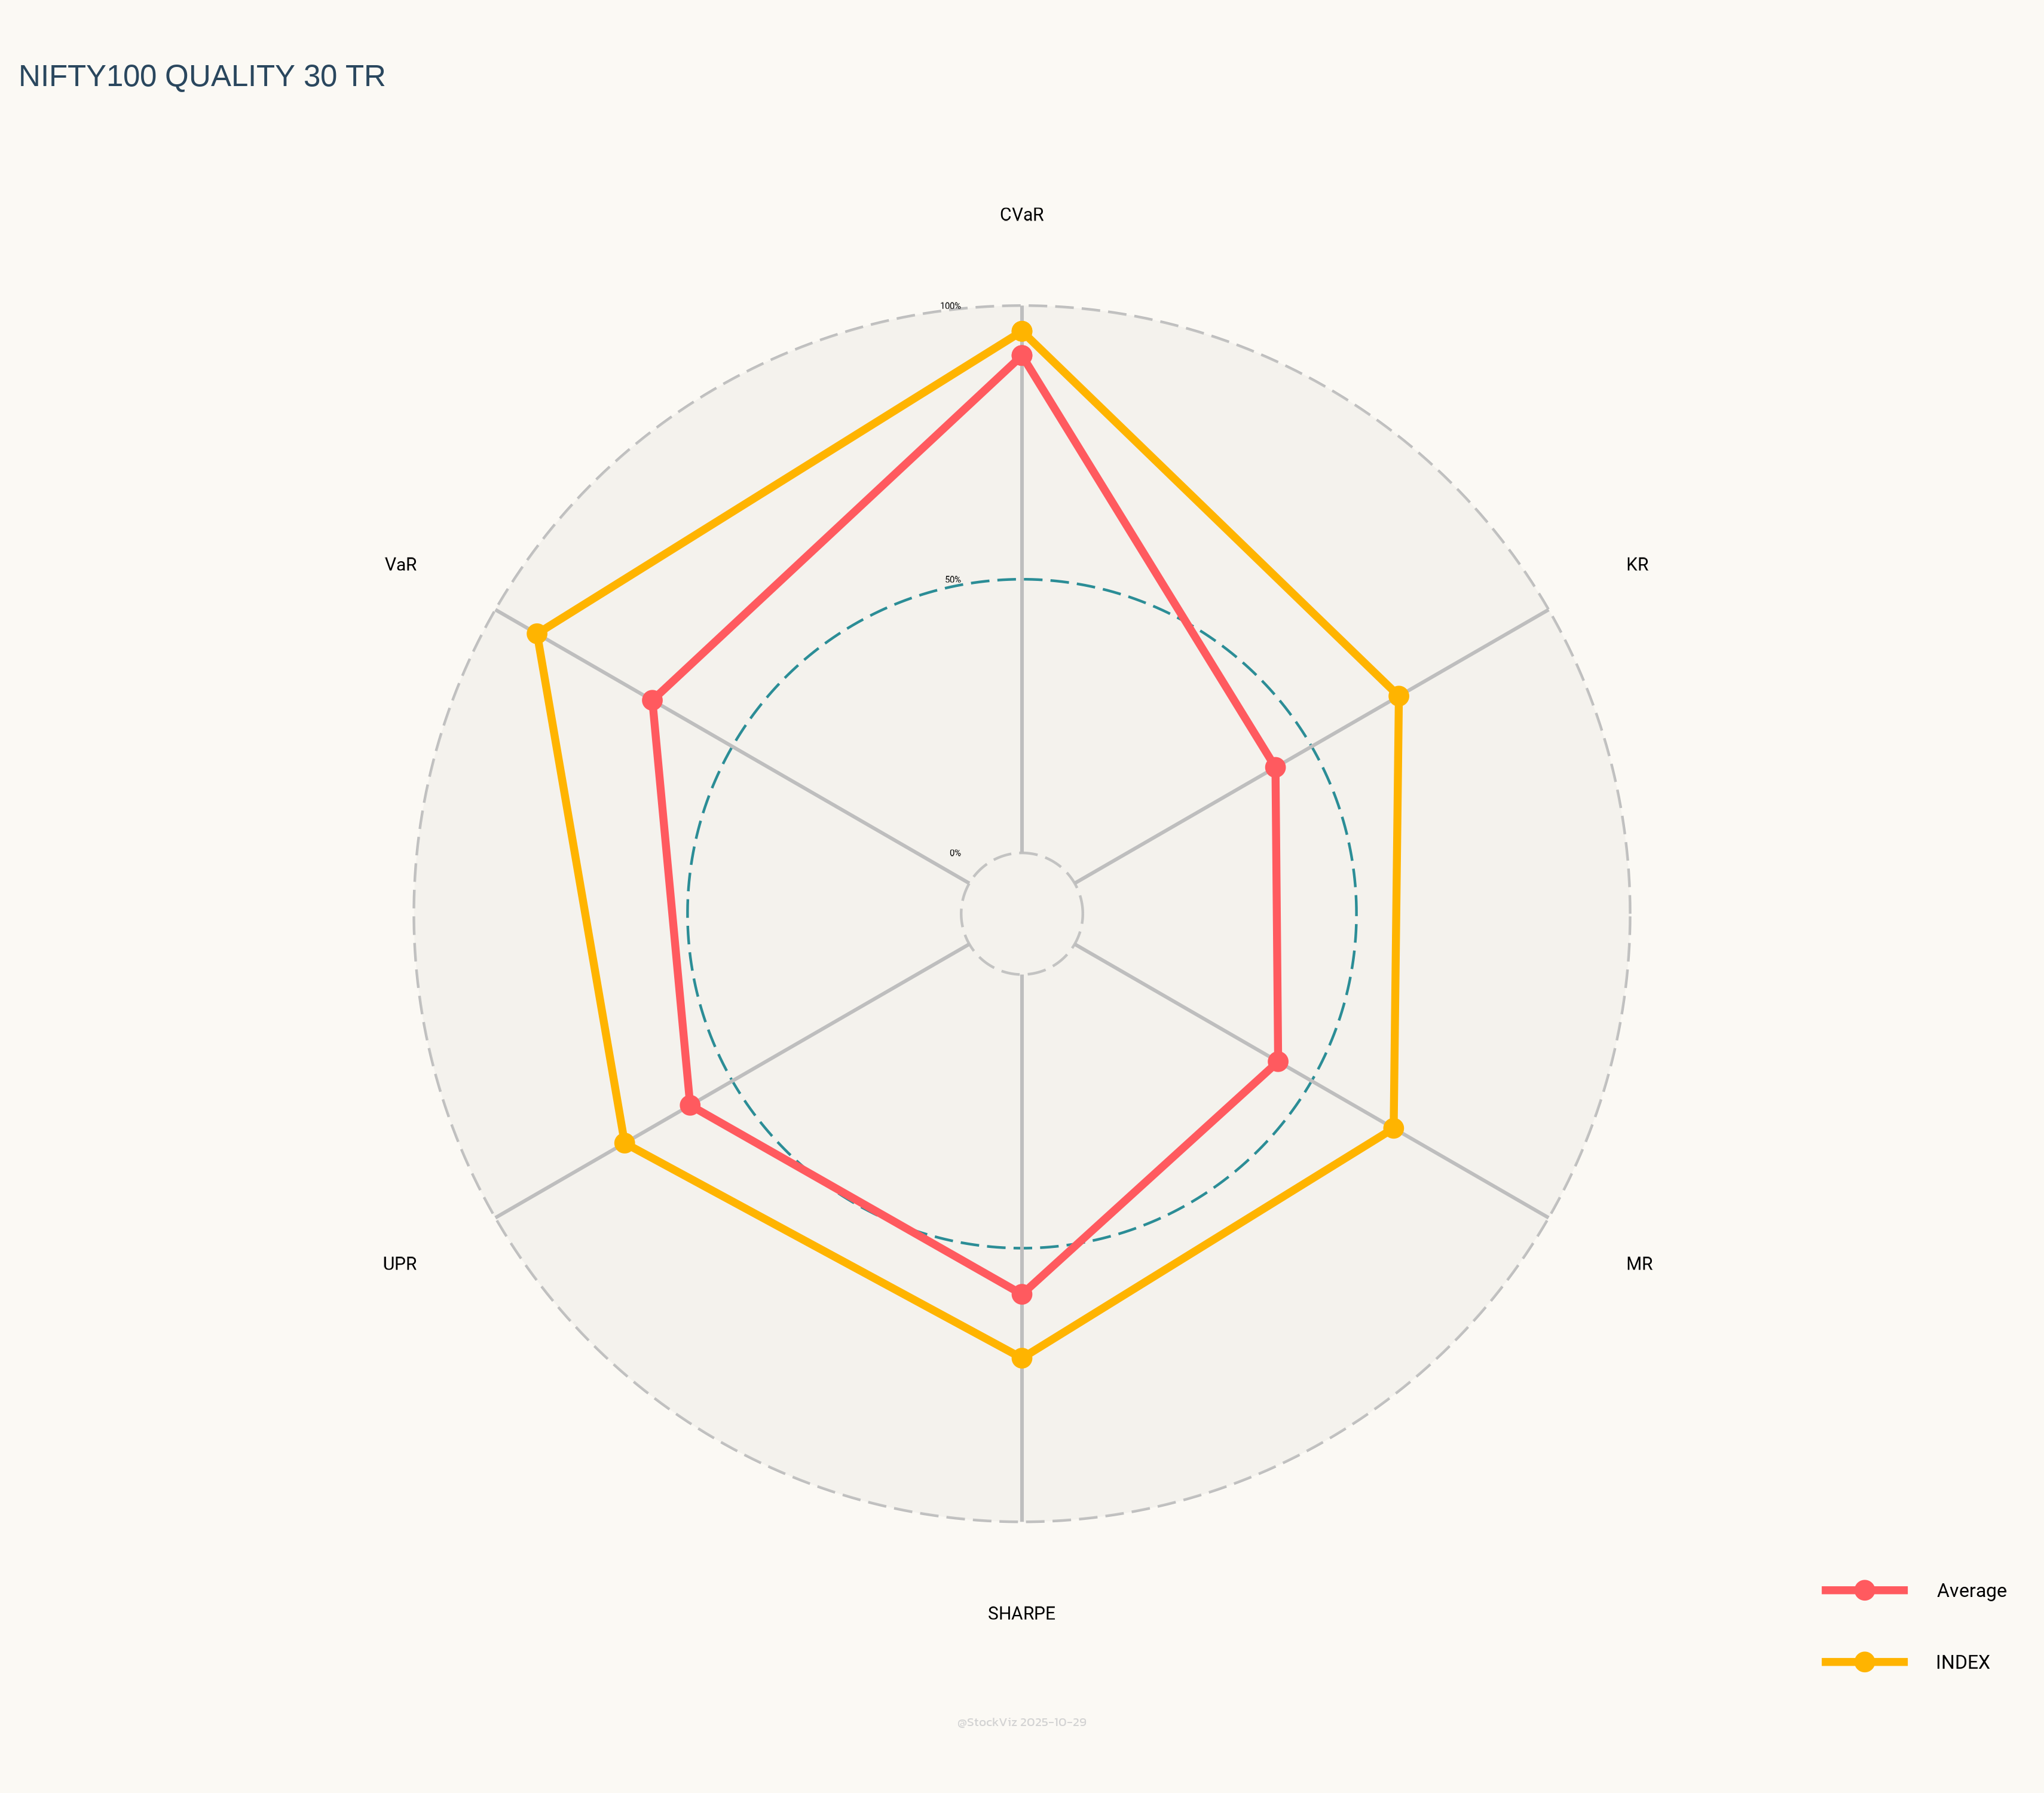 NIFTY100 QUALITY 30 TR
CVaR
100%
VaR
KR
50%
0%
UPR
MR
SHARPE
Average
INDEX
@StockViz 2025-10-29